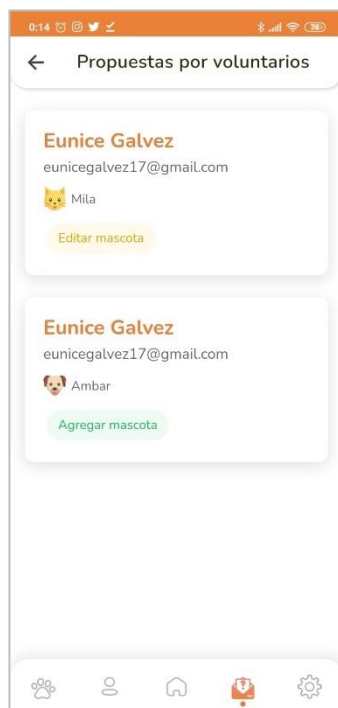 0:14
74
Propuestas por voluntarios
Eunice Galvez
eunicegalvez17@gmail.com
Mila
Editar mascota
Eunice Galvez
eunicegalvez17@gmail.com
Ambar
Agregar mascota